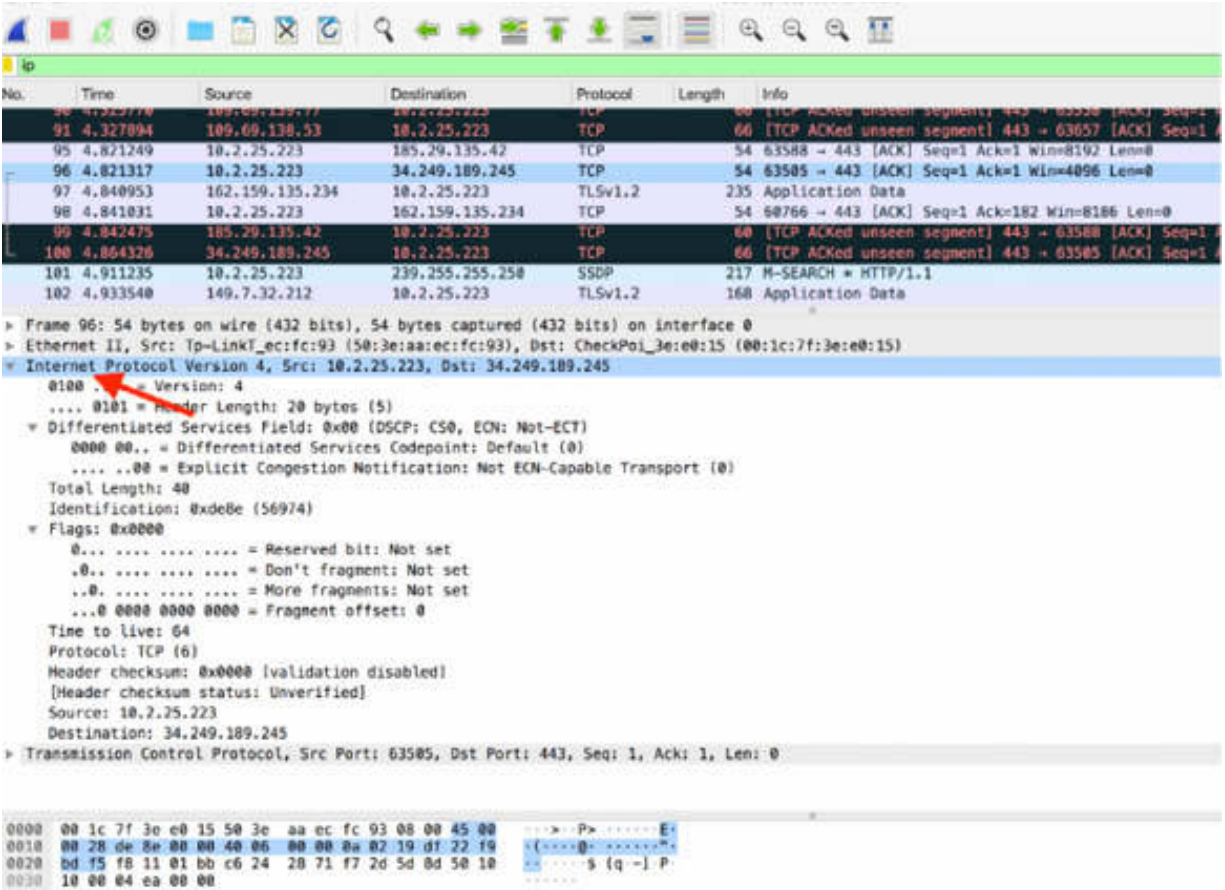 ip
No. Time Source Destination Protocol Length Info
91 4.327894 109.69.138.53 10.2.25.223 TCP 66 [TCP ACKed unseen segment] 443 → 63657 [ACK] Seq=1
95 4.821249 10.2.25.223 185.29.135.42 TCP 54 63588 → 443 [ACK] Seq=1 Ack=1 Win=8192 Len=0
96 4.821317 10.2.25.223 34.249.189.245 TCP 54 63505 → 443 [ACK] Seq=1 Ack=1 Win=4096 Len=0
97 4.840953 162.159.135.234 10.2.25.223 TLSv1.2 235 Application Data
98 4.841031 10.2.25.223 162.159.135.234 TCP 54 60766 → 443 [ACK] Seq=1 Ack=182 Win=8186 Len=0
99 4.842475 185.29.135.42 10.2.25.223 TCP 60 [TCP ACKed unseen segment] 443 → 63588 [ACK] Seq=1
100 4.864326 34.249.189.245 10.2.25.223 TCP 66 [TCP ACKed unseen segment] 443 → 63505 [ACK] Seq=1
101 4.911235 10.2.25.223 239.255.255.250 SSDP 217 M-SEARCH * HTTP/1.1
102 4.933540 149.7.32.212 10.2.25.223 TLSv1.2 168 Application Data
Frame 96: 54 bytes on wire (432 bits), 54 bytes captured (432 bits) on interface 0
Ethernet II, Src: Tp-LinkT_ec:fc:93 (50:3e:aa:ec:fc:93), Dst: CheckPoi_3e:e0:15 (00:1c:7f:3e:e0:15)
Internet Protocol Version 4, Src: 10.2.25.223, Dst: 34.249.189.245
0100 .... = Version: 4
.... 0101 = Header Length: 20 bytes (5)
Differentiated Services Field: 0x00 (DSCP: CS0, ECN: Not-ECT)
0000 00.. = Differentiated Services Codepoint: Default (0)
.... ..00 = Explicit Congestion Notification: Not ECN-Capable Transport (0)
Total Length: 40
Identification: 0xde8e (56974)
Flags: 0x0000
0... .... .... .... = Reserved bit: Not set
.0.. .... .... .... = Don't fragment: Not set
..0. .... .... .... = More fragments: Not set
...0 0000 0000 0000 = Fragment offset: 0
Time to live: 64
Protocol: TCP (6)
Header checksum: 0x0000 [validation disabled]
[Header checksum status: Unverified]
Source: 10.2.25.223
Destination: 34.249.189.245
Transmission Control Protocol, Src Port: 63505, Dst Port: 443, Seq: 1, Ack: 1, Len: 0
0000 00 1c 7f 3e e0 15 50 3e aa ec fc 93 08 00 45 00 ···>··P> ······E·
0010 00 28 de 8e 00 00 40 06 00 00 0a 02 19 df 22 f9 ·(····@· ······"·
0020 bd f5 f8 11 01 bb c6 24 28 71 f7 2d 5d 8d 50 10 ·······$ (q·-]·P·
0030 10 00 04 ea 00 00 ······